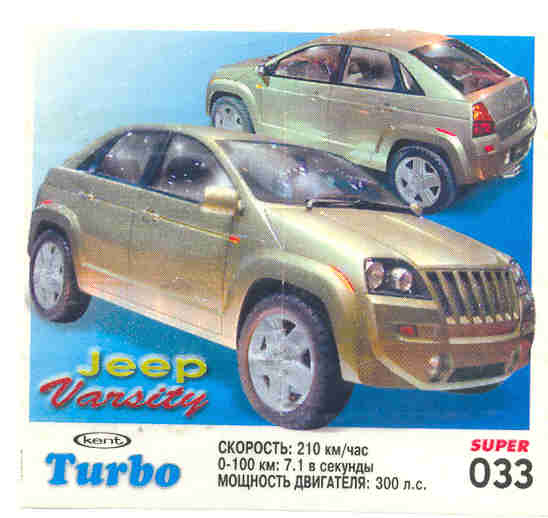 Jeep
Varsity
kent
Turbo
СКОРОСТЬ: 210 км/час
0-100 км: 7.1 в секунды
МОЩНОСТЬ ДВИГАТЕЛЯ: 300 л.с.
SUPER
033